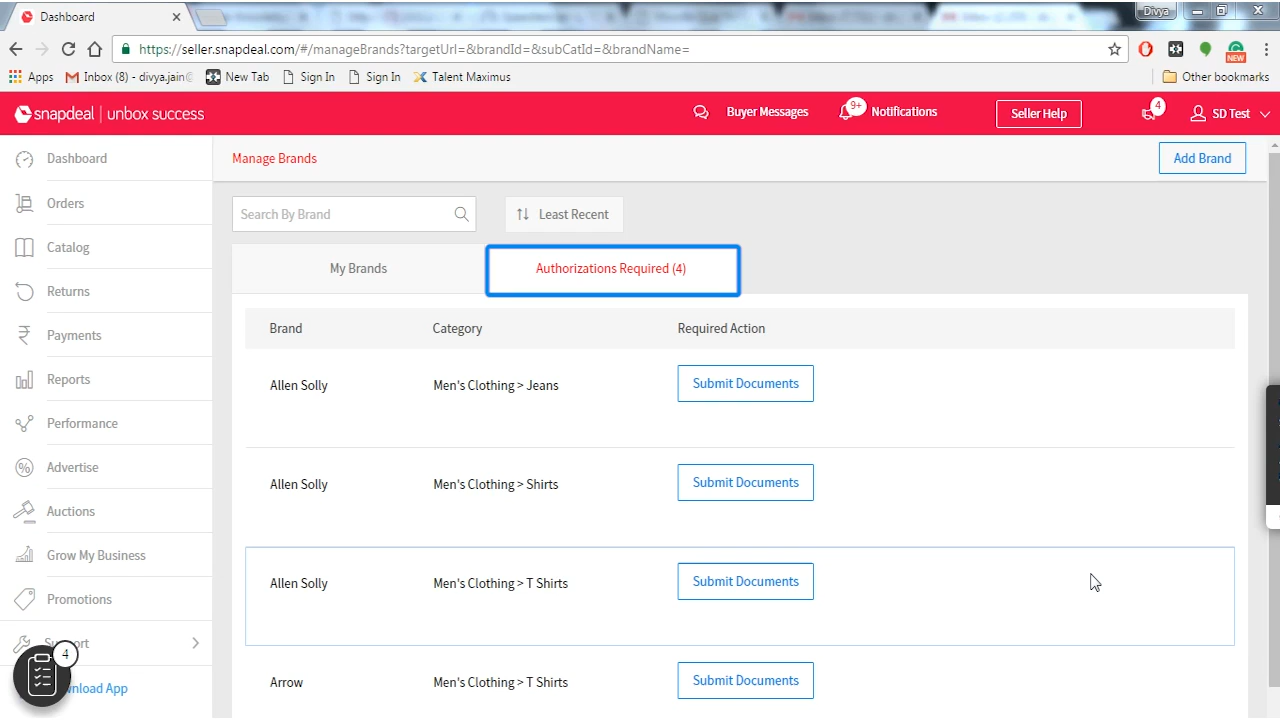 Dashboard
Divya
https://seller.snapdeal.com/#/manageBrands?targetUrl=&brandId=&subCatId=&brandName=
NEW
Apps Inbox (8) - divya.jain@ New Tab Sign In Sign In Talent Maximus Other bookmarks
snapdeal | unbox success Buyer Messages 9+ Notifications Seller Help 4 SD Test
Dashboard
Orders
Catalog
Returns
Payments
Reports
Performance
Advertise
Auctions
Grow My Business
Promotions
Support
4
wnload App
Manage Brands Add Brand
Search By Brand Least Recent
My Brands Authorizations Required (4)
Brand Category Required Action
Allen Solly Men's Clothing > Jeans Submit Documents
Allen Solly Men's Clothing > Shirts Submit Documents
Allen Solly Men's Clothing > T Shirts Submit Documents
Arrow Men's Clothing > T Shirts Submit Documents